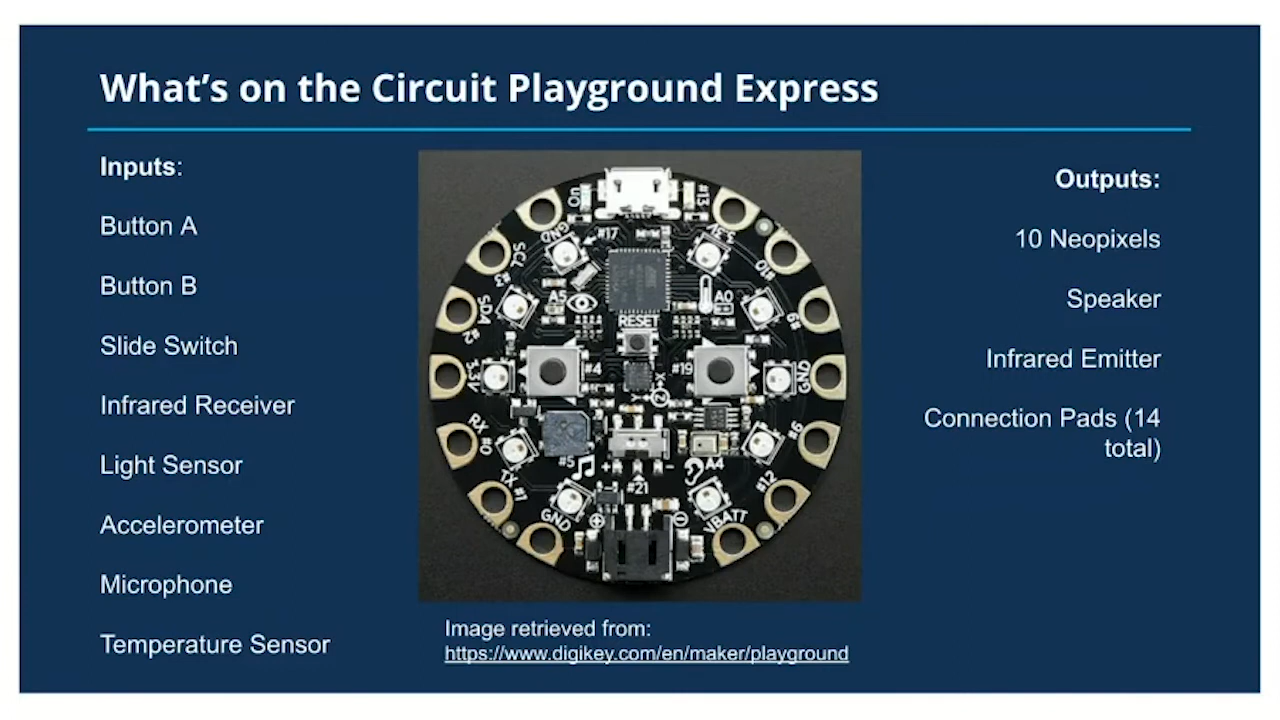 What's on the Circuit Playground Express
Inputs:
Button A
Button B
Slide Switch
Infrared Receiver
Light Sensor
Accelerometer
Microphone
Temperature Sensor
On
#13
GND
#17
3.3V
SCL
#3
#10
A5
A0
SDA
#2
#9
RESET
3.3V
#4
#19
GND
X
Y
Z
RX
#0
#6
#5
+
-
A4
TX
#1
#21
#12
GND
VBATT
Image retrieved from:
https://www.digikey.com/en/maker/playground
Outputs:
10 Neopixels
Speaker
Infrared Emitter
Connection Pads (14
total)